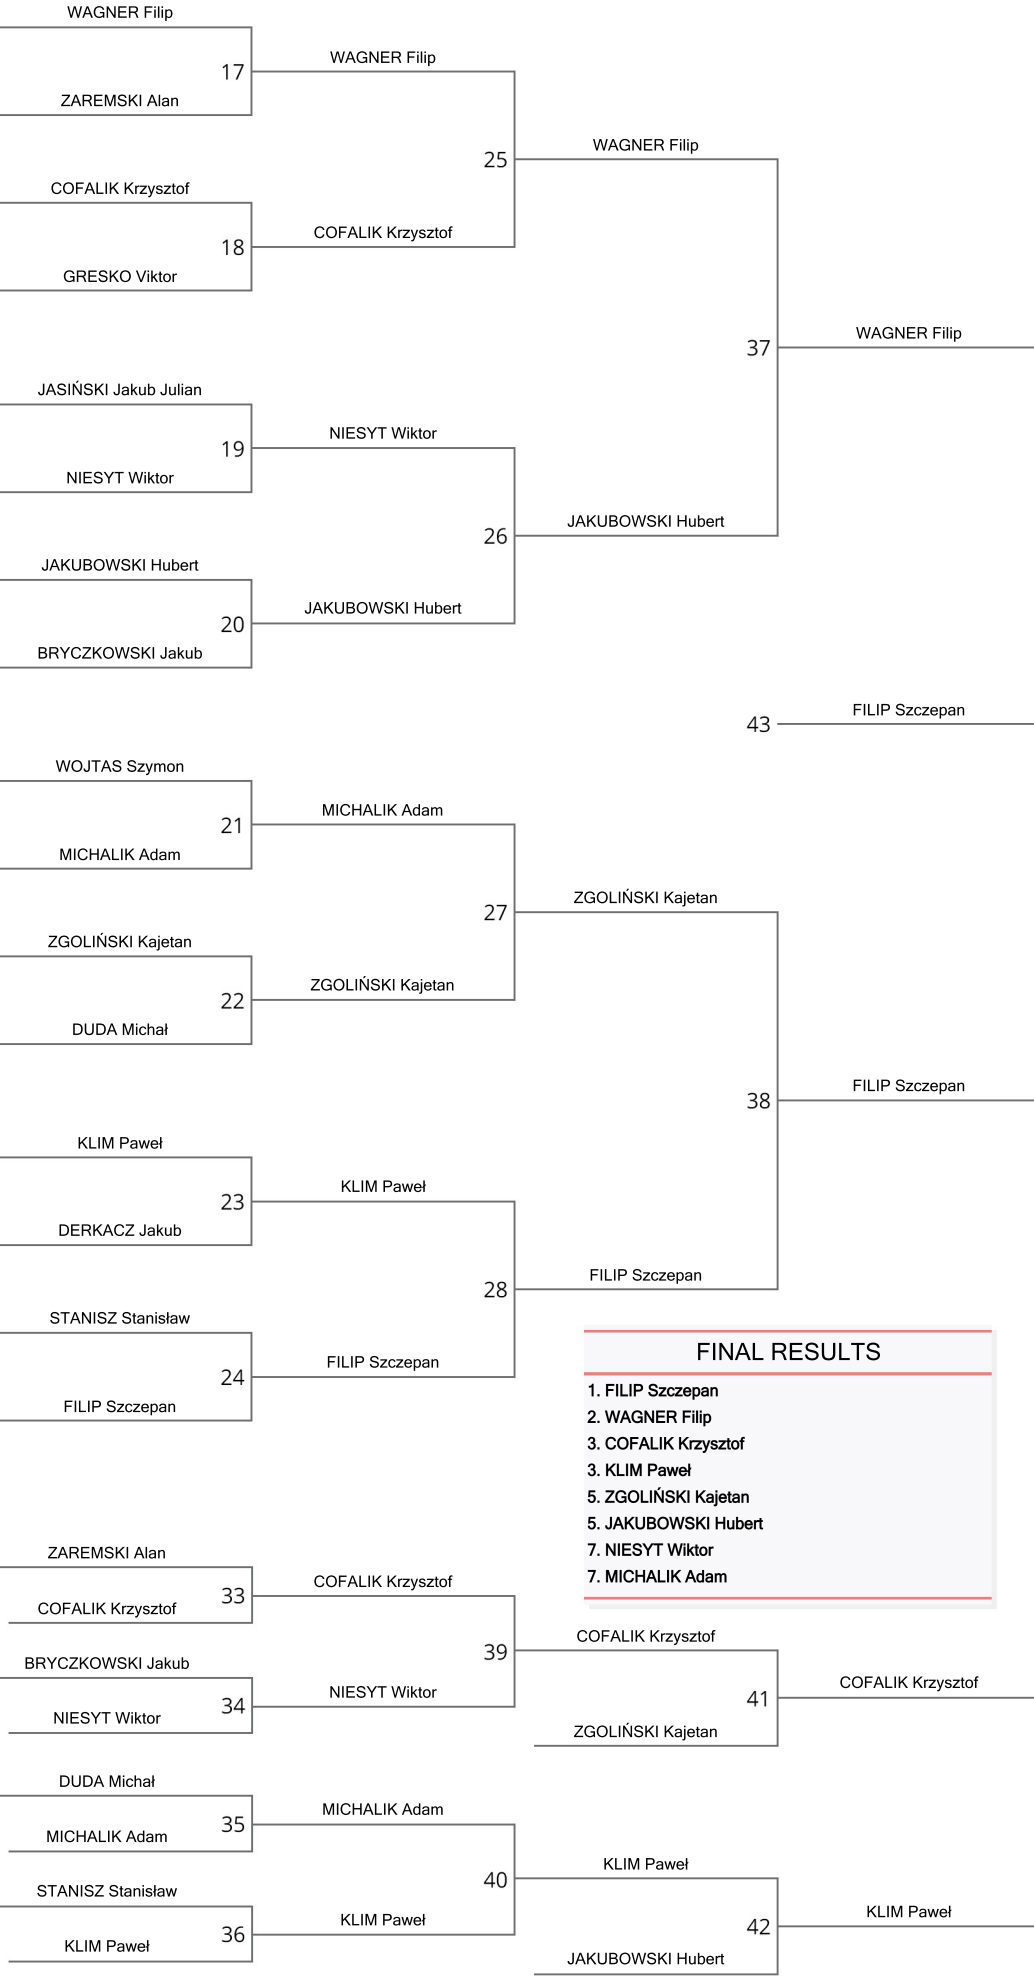 WAGNER Filip
17
ZAREMSKI Alan
WAGNER Filip
COFALIK Krzysztof
18
GRESKO Viktor
COFALIK Krzysztof
25
WAGNER Filip
JASIŃSKI Jakub Julian
19
NIESYT Wiktor
NIESYT Wiktor
JAKUBOWSKI Hubert
20
BRYCZKOWSKI Jakub
JAKUBOWSKI Hubert
26
JAKUBOWSKI Hubert
37
WAGNER Filip
43
FILIP Szczepan
WOJTAS Szymon
21
MICHALIK Adam
MICHALIK Adam
ZGOLIŃSKI Kajetan
22
DUDA Michał
ZGOLIŃSKI Kajetan
27
ZGOLIŃSKI Kajetan
KLIM Paweł
23
DERKACZ Jakub
KLIM Paweł
STANISZ Stanisław
24
FILIP Szczepan
FILIP Szczepan
28
FILIP Szczepan
38
FILIP Szczepan
FINAL RESULTS
1. FILIP Szczepan
2. WAGNER Filip
3. COFALIK Krzysztof
3. KLIM Paweł
5. ZGOLIŃSKI Kajetan
5. JAKUBOWSKI Hubert
7. NIESYT Wiktor
7. MICHALIK Adam
ZAREMSKI Alan
33
COFALIK Krzysztof
COFALIK Krzysztof
BRYCZKOWSKI Jakub
34
NIESYT Wiktor
NIESYT Wiktor
39
COFALIK Krzysztof
41
ZGOLIŃSKI Kajetan
COFALIK Krzysztof
DUDA Michał
35
MICHALIK Adam
MICHALIK Adam
STANISZ Stanisław
36
KLIM Paweł
KLIM Paweł
40
KLIM Paweł
42
JAKUBOWSKI Hubert
KLIM Paweł